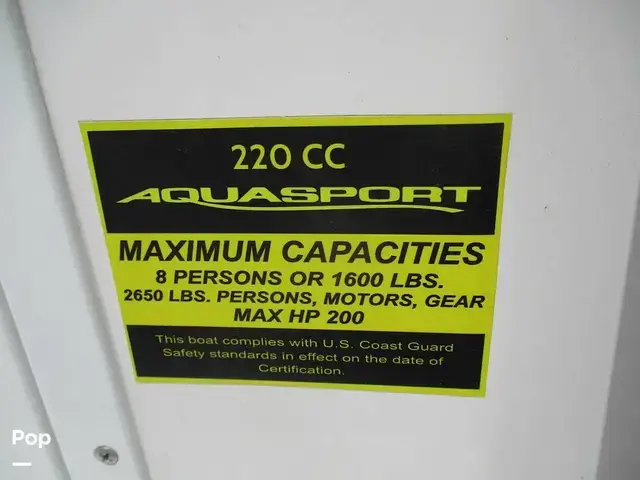 220 CC
AQUASPORT
MAXIMUM CAPACITIES
8 PERSONS OR 1600 LBS.
2650 LBS. PERSONS, MOTORS, GEAR
MAX HP 200
This boat complies with U.S. Coast Guard
Safety standards in effect on the date of
Certification.
Pop